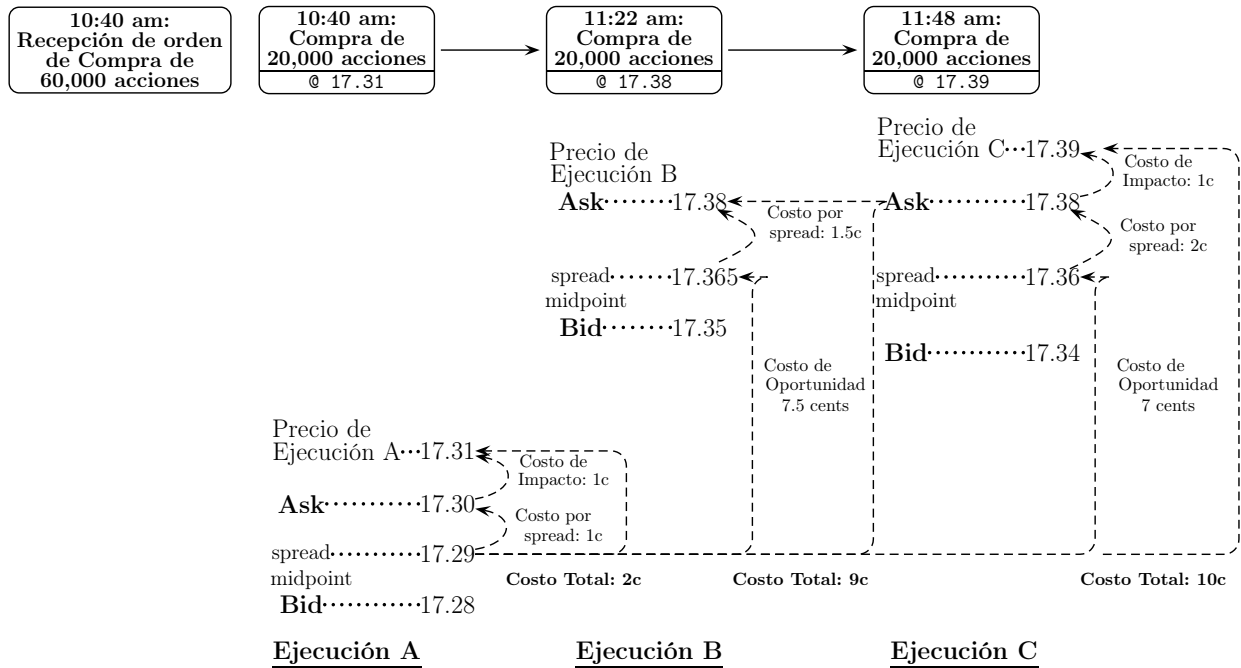 10:40 am:
Recepción de orden
de Compra de
60,000 acciones
10:40 am:
Compra de
20,000 acciones
@ 17.31
11:22 am:
Compra de
20,000 acciones
@ 17.38
11:48 am:
Compra de
20,000 acciones
@ 17.39
Precio de
Ejecución A 17.31
Costo de
Impacto: 1c
Ask 17.30
Costo por
spread: 1c
spread 17.29
midpoint
Bid 17.28
Costo Total: 2c
Ejecución A
Precio de
Ejecución B
Ask 17.38
Costo por
spread: 1.5c
spread 17.365
midpoint
Bid 17.35
Costo de
Oportunidad
7.5 cents
Costo Total: 9c
Ejecución B
Precio de
Ejecución C 17.39
Costo de
Impacto: 1c
Ask 17.38
Costo por
spread: 2c
spread 17.36
midpoint
Bid 17.34
Costo de
Oportunidad
7 cents
Costo Total: 10c
Ejecución C